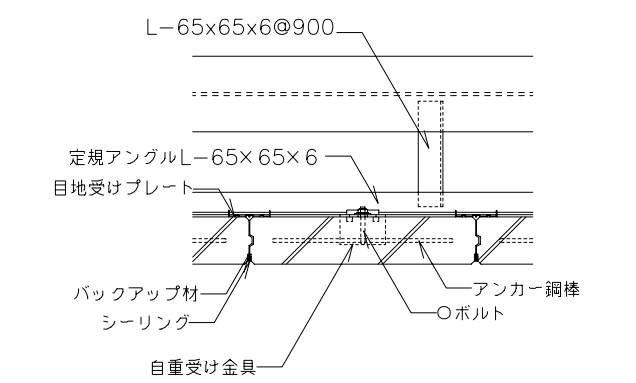 L-65x65x6@900
定規アングルL-65×65×6
目地受けプレート
バックアップ材
シーリング
自重受け金具
アンカー鋼棒
Oボルト